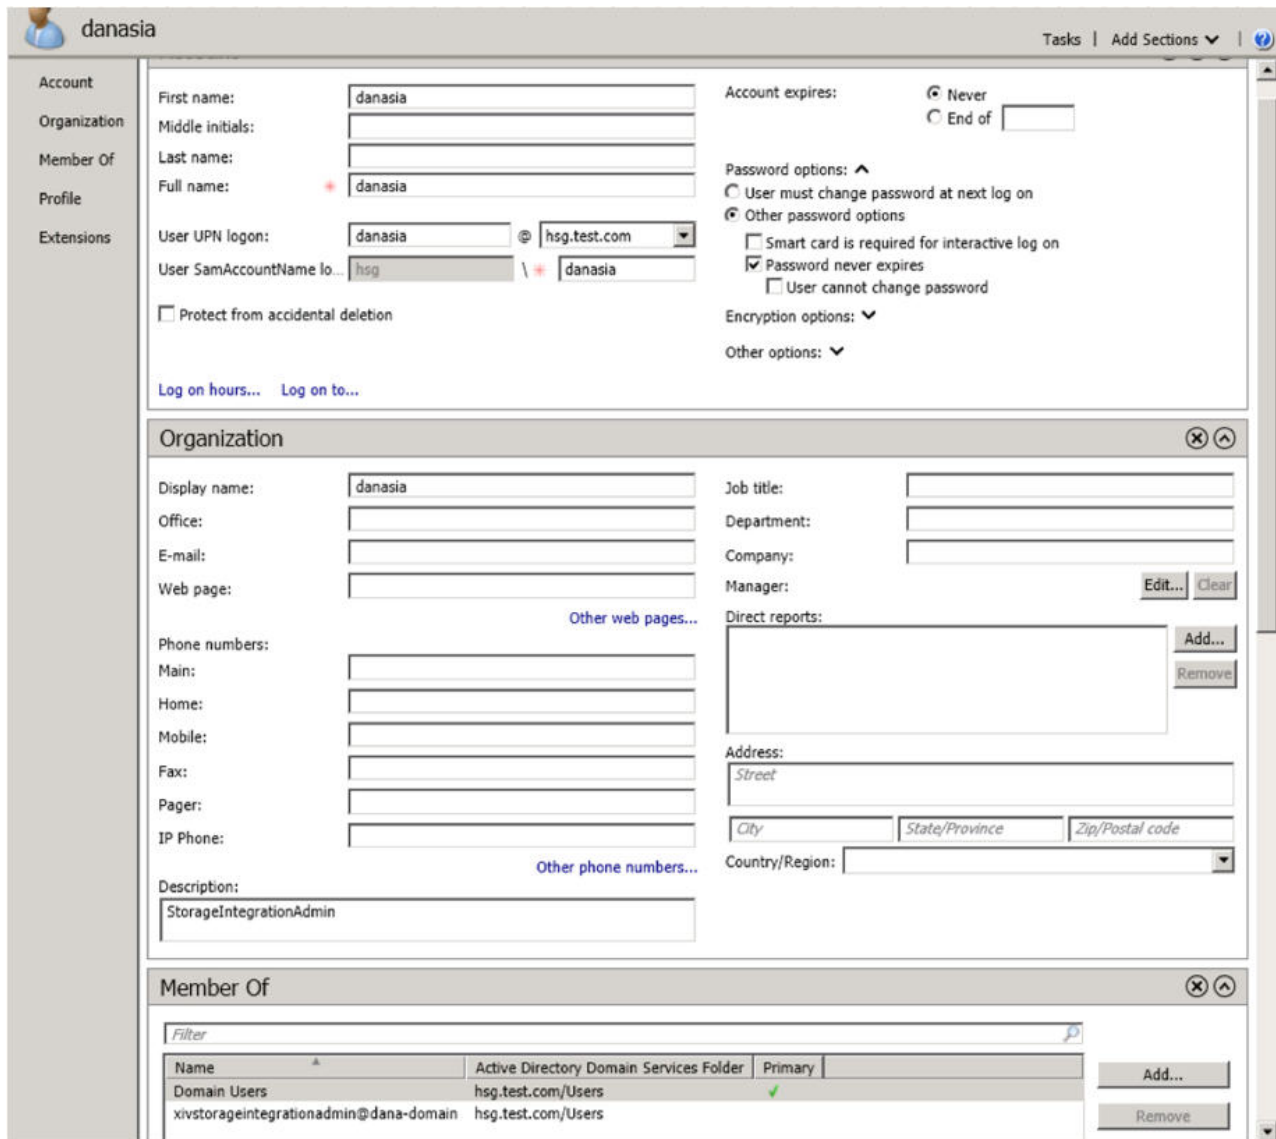 danasia
Tasks | Add Sections |
Account
Organization
Member Of
Profile
Extensions
First name: danasia
Middle initials:
Last name:
Full name: * danasia
User UPN logon: danasia @ hsg.test.com
User SamAccountName lo... hsg \ * danasia
Protect from accidental deletion
Log on hours... Log on to...
Account expires: Never
End of
Password options:
User must change password at next log on
Other password options
Smart card is required for interactive log on
Password never expires
User cannot change password
Encryption options:
Other options:
Organization
Display name: danasia
Office:
E-mail:
Web page:
Other web pages...
Phone numbers:
Main:
Home:
Mobile:
Fax:
Pager:
IP Phone:
Other phone numbers...
Description:
StorageIntegrationAdmin
Job title:
Department:
Company:
Manager: Edit... Clear
Direct reports:
Add...
Remove
Address:
Street
City State/Province Zip/Postal code
Country/Region:
Member Of
Filter
Name Active Directory Domain Services Folder Primary
Domain Users hsg.test.com/Users
xivstorageintegrationadmin@dana-domain hsg.test.com/Users
Add...
Remove